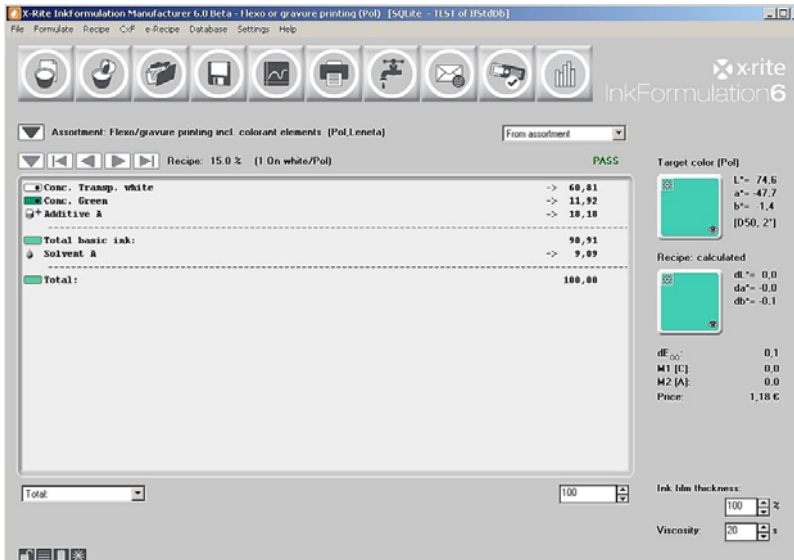 X-Rite InkFormulation Manufacturer 6.0 Beta - Flexo or gravure printing (Pol) [SQLite - TEST of IfStdDb]
File Formulate Recipe CxF e-Recipe Database Settings Help
x-rite
InkFormulation6
Assortment: Flexo/gravure printing incl. colorant elements (Pol,Leneta)
From assortment
Recipe: 15.0 % (1 On white/Pol)
PASS
Conc. Transp. white -> 60,81
Conc. Green -> 11,92
Additive A -> 18,18
Total basic ink: 90,91
Solvent A -> 9,09
Total: 100,00
Target color (Pol)
L*= 74,6
a*= -47,7
b*= -1,4
[D50, 2°]
Recipe: calculated
dL*= 0,0
da*= -0,0
db*= -0,1
dE00: 0,1
M1 [C]: 0,0
M2 [A]: 0,0
Price: 1,18 €
Total:
100
Ink film thickness:
100 %
Viscosity: 20 s